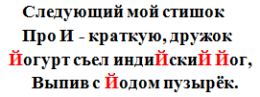 Следующий мой стишок
Про И - краткую, дружок
Йогурт съел индиЙскиЙ Йог,
Выпив с Йодом пузырёк.